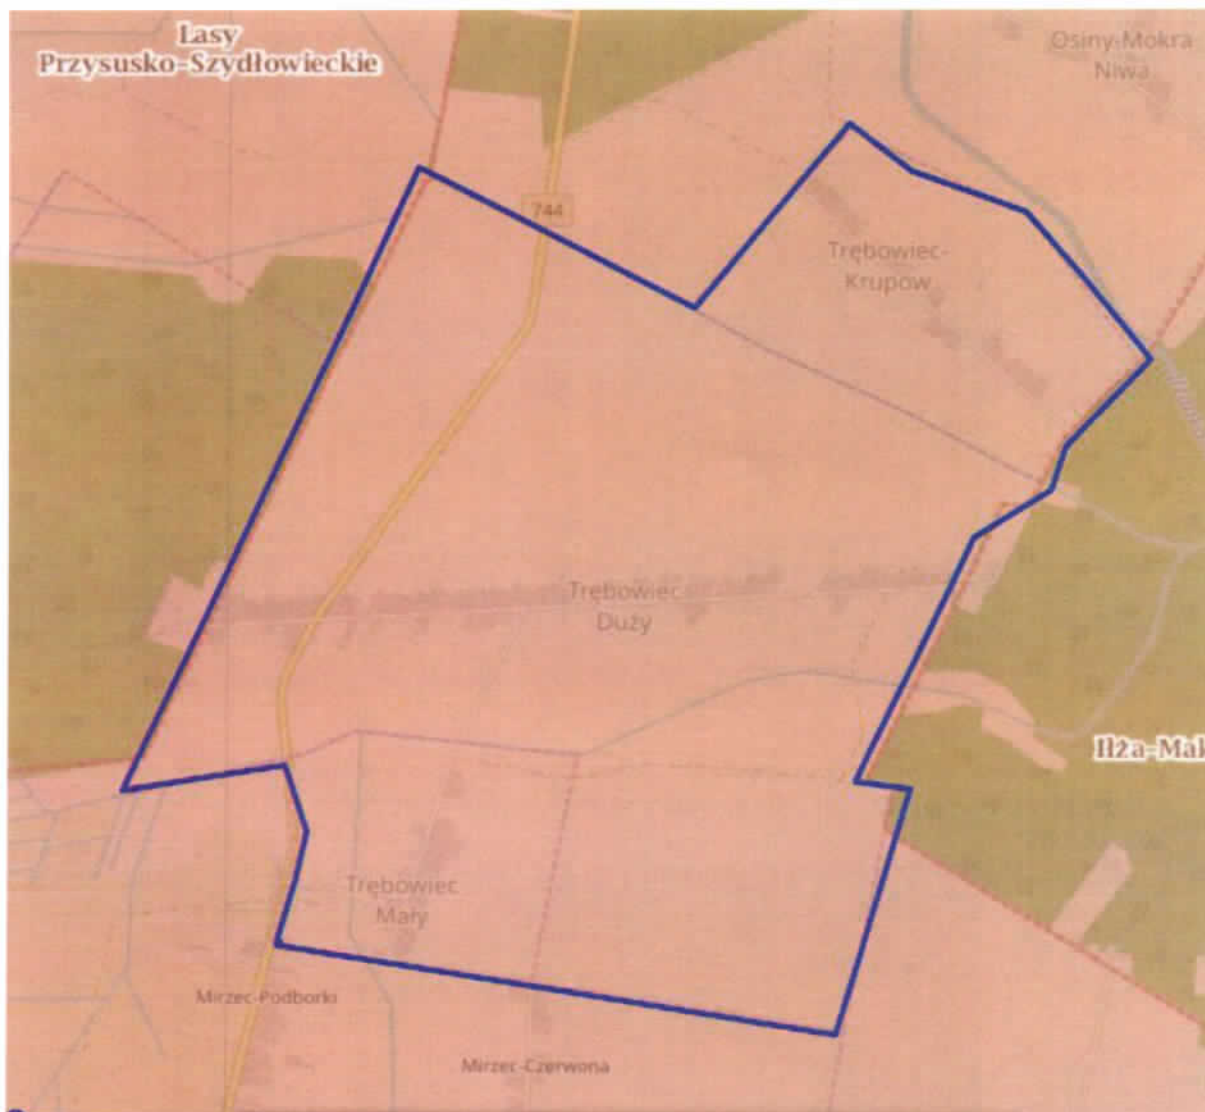 Lasy
Przysusko-Szydłowieckie
Osiny-Mokra
Niwa
744
Trębowiec-
Krupow
Trębowiec
Duży
Iłża-Mak
Trębowiec
Mały
Mirzec-Podborki
Mirzec-Czerwona